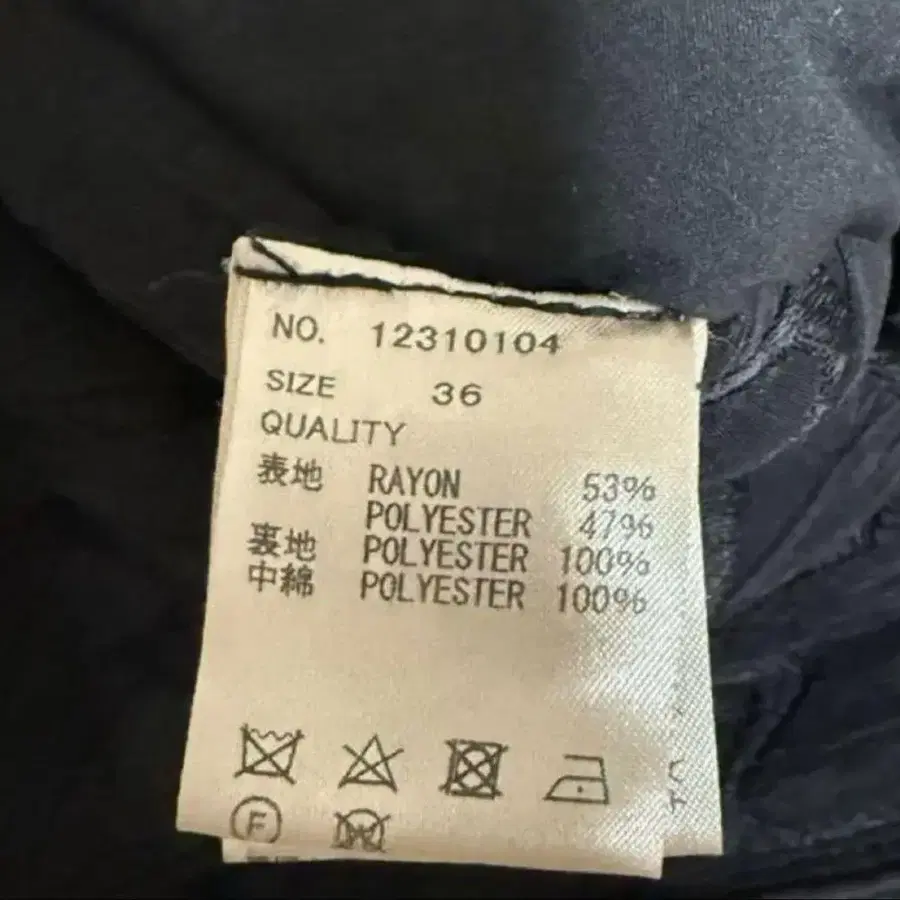 NO. 12310104
SIZE 36
QUALITY
表地 RAYON 53%
POLYESTER 47%
裏地 POLYESTER 100%
中綿 POLYESTER 100%
F
W